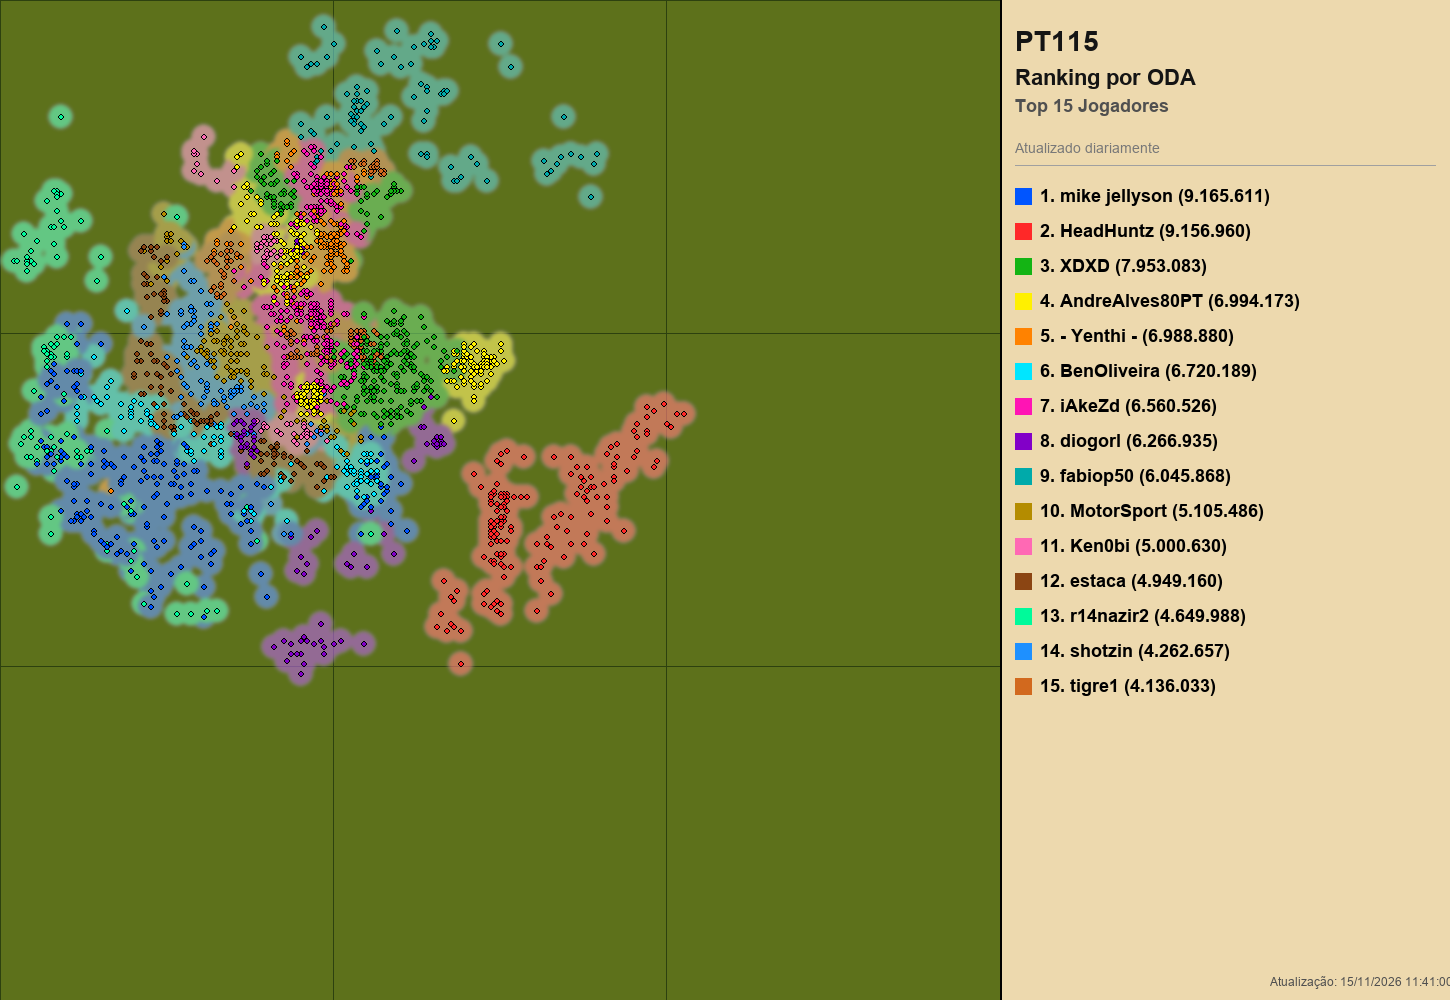 PT115
Ranking por ODA
Top 15 Jogadores
Atualizado diariamente
1. mike jellyson (9.165.611)
2. HeadHuntz (9.156.960)
3. XDXD (7.953.083)
4. AndreAlves80PT (6.994.173)
5. - Yenthi - (6.988.880)
6. BenOliveira (6.720.189)
7. iAkeZd (6.560.526)
8. diogorl (6.266.935)
9. fabiop50 (6.045.868)
10. MotorSport (5.105.486)
11. Ken0bi (5.000.630)
12. estaca (4.949.160)
13. r14nazir2 (4.649.988)
14. shotzin (4.262.657)
15. tigre1 (4.136.033)
Atualização: 15/11/2026 11:41:00